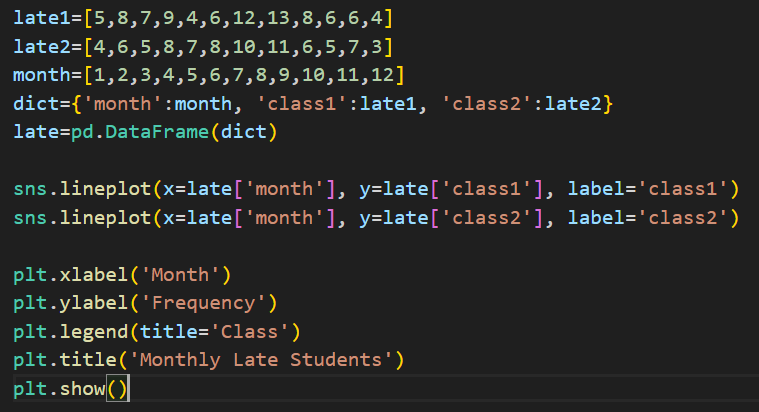 late1=[5,8,7,9,4,6,12,13,8,6,6,4]
late2=[4,6,5,8,7,8,10,11,6,5,7,3]
month=[1,2,3,4,5,6,7,8,9,10,11,12]
dict={'month':month, 'class1':late1, 'class2':late2}
late=pd.DataFrame(dict)
sns.lineplot(x=late['month'], y=late['class1'], label='class1')
sns.lineplot(x=late['month'], y=late['class2'], label='class2')
plt.xlabel('Month')
plt.ylabel('Frequency')
plt.legend(title='Class')
plt.title('Monthly Late Students')
plt.show()